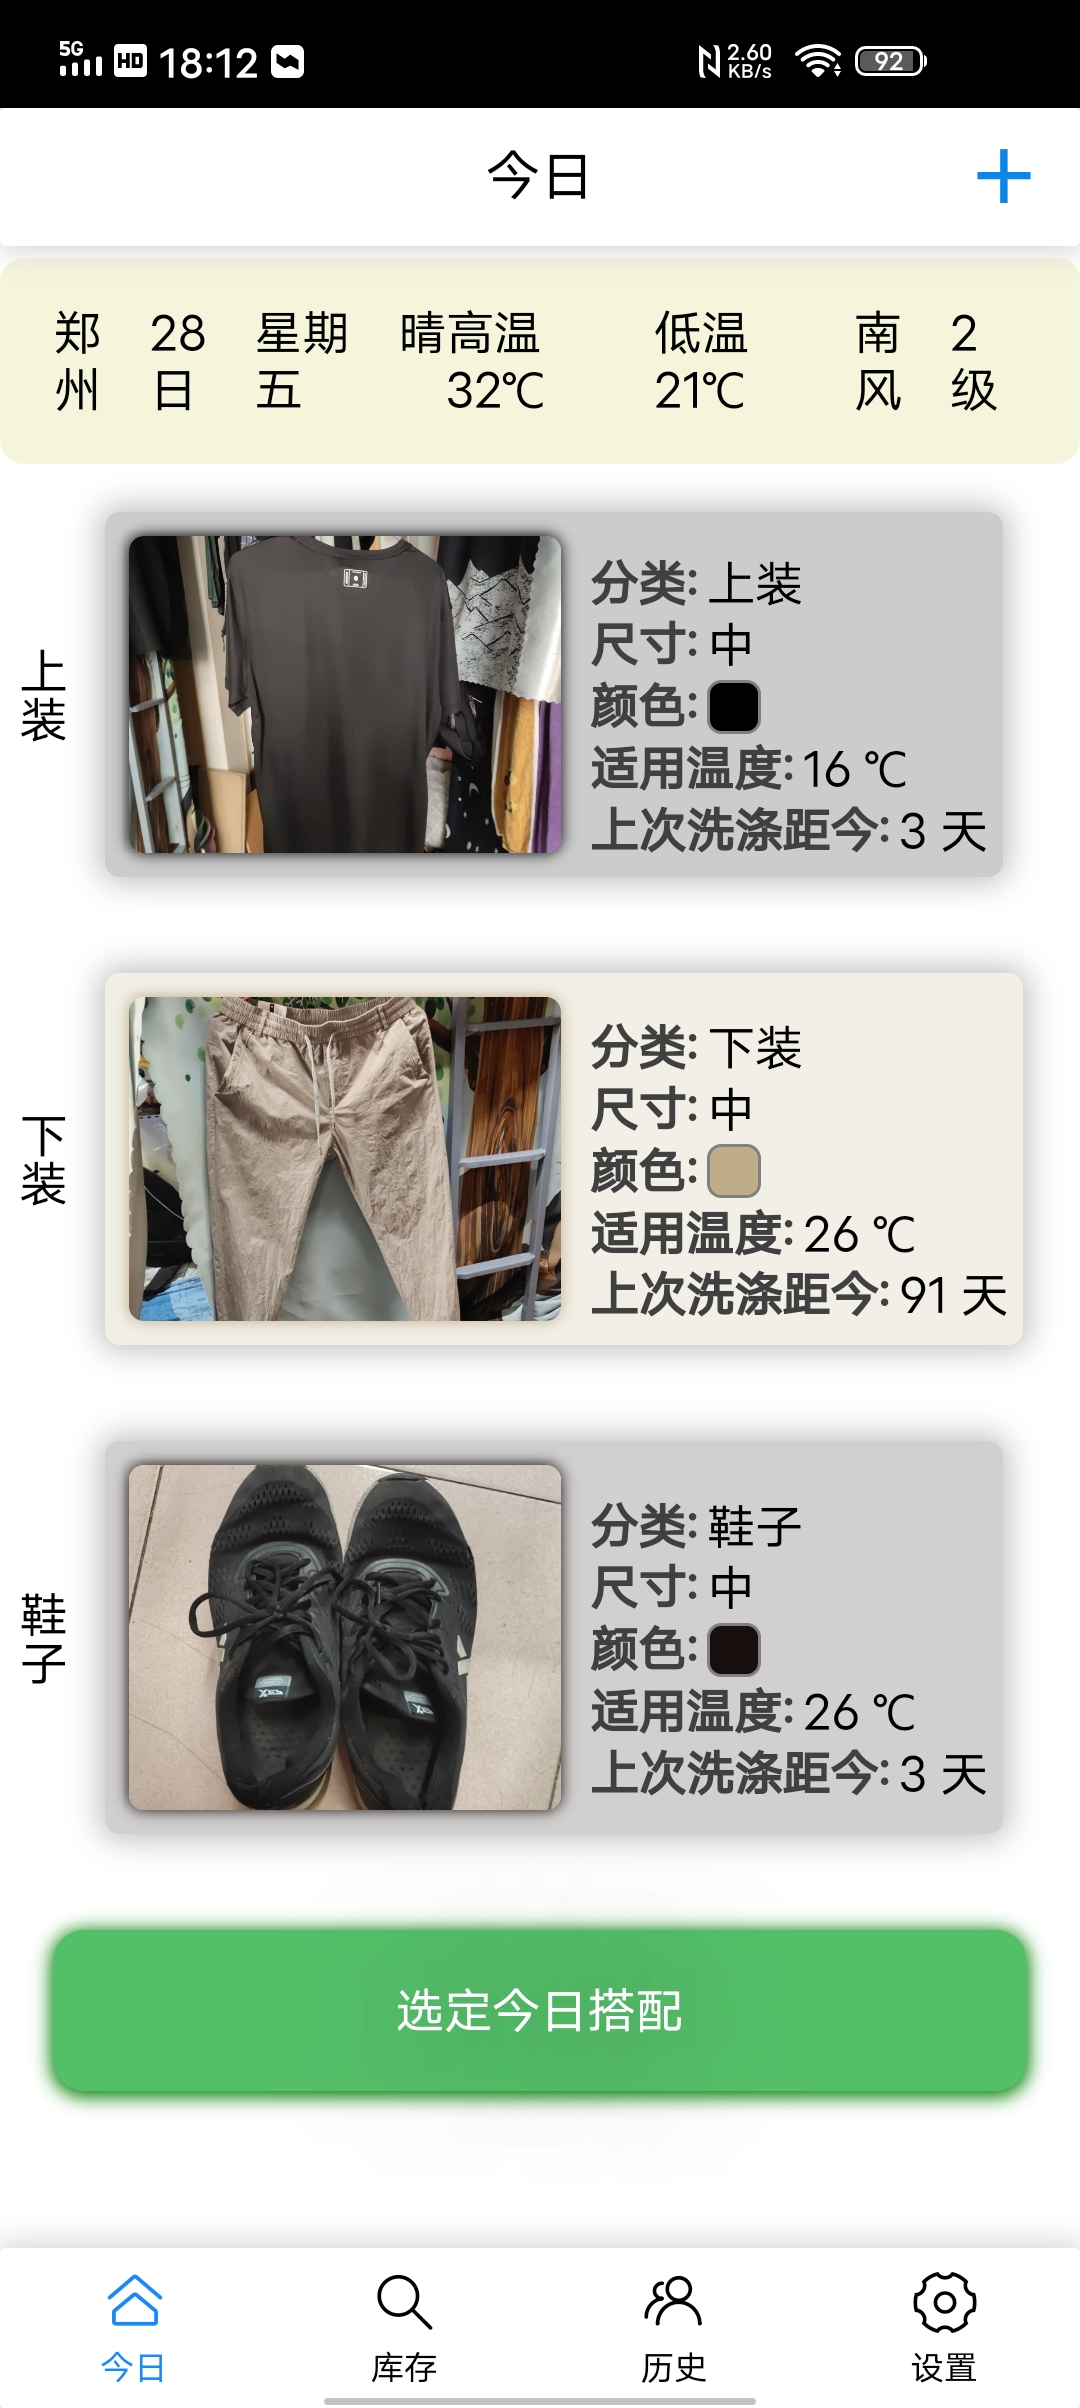 5G HD 18:12 2.60 KB/s 92
今日
郑州 28日 星期五 晴高温32℃ 低温21℃ 南风 2级
上装
分类: 上装
尺寸: 中
颜色:
适用温度: 16 ℃
上次洗涤距今: 3 天
下装
分类: 下装
尺寸: 中
颜色:
适用温度: 26 ℃
上次洗涤距今: 91 天
鞋子
分类: 鞋子
尺寸: 中
颜色:
适用温度: 26 ℃
上次洗涤距今: 3 天
选定今日搭配
今日 库存 历史 设置